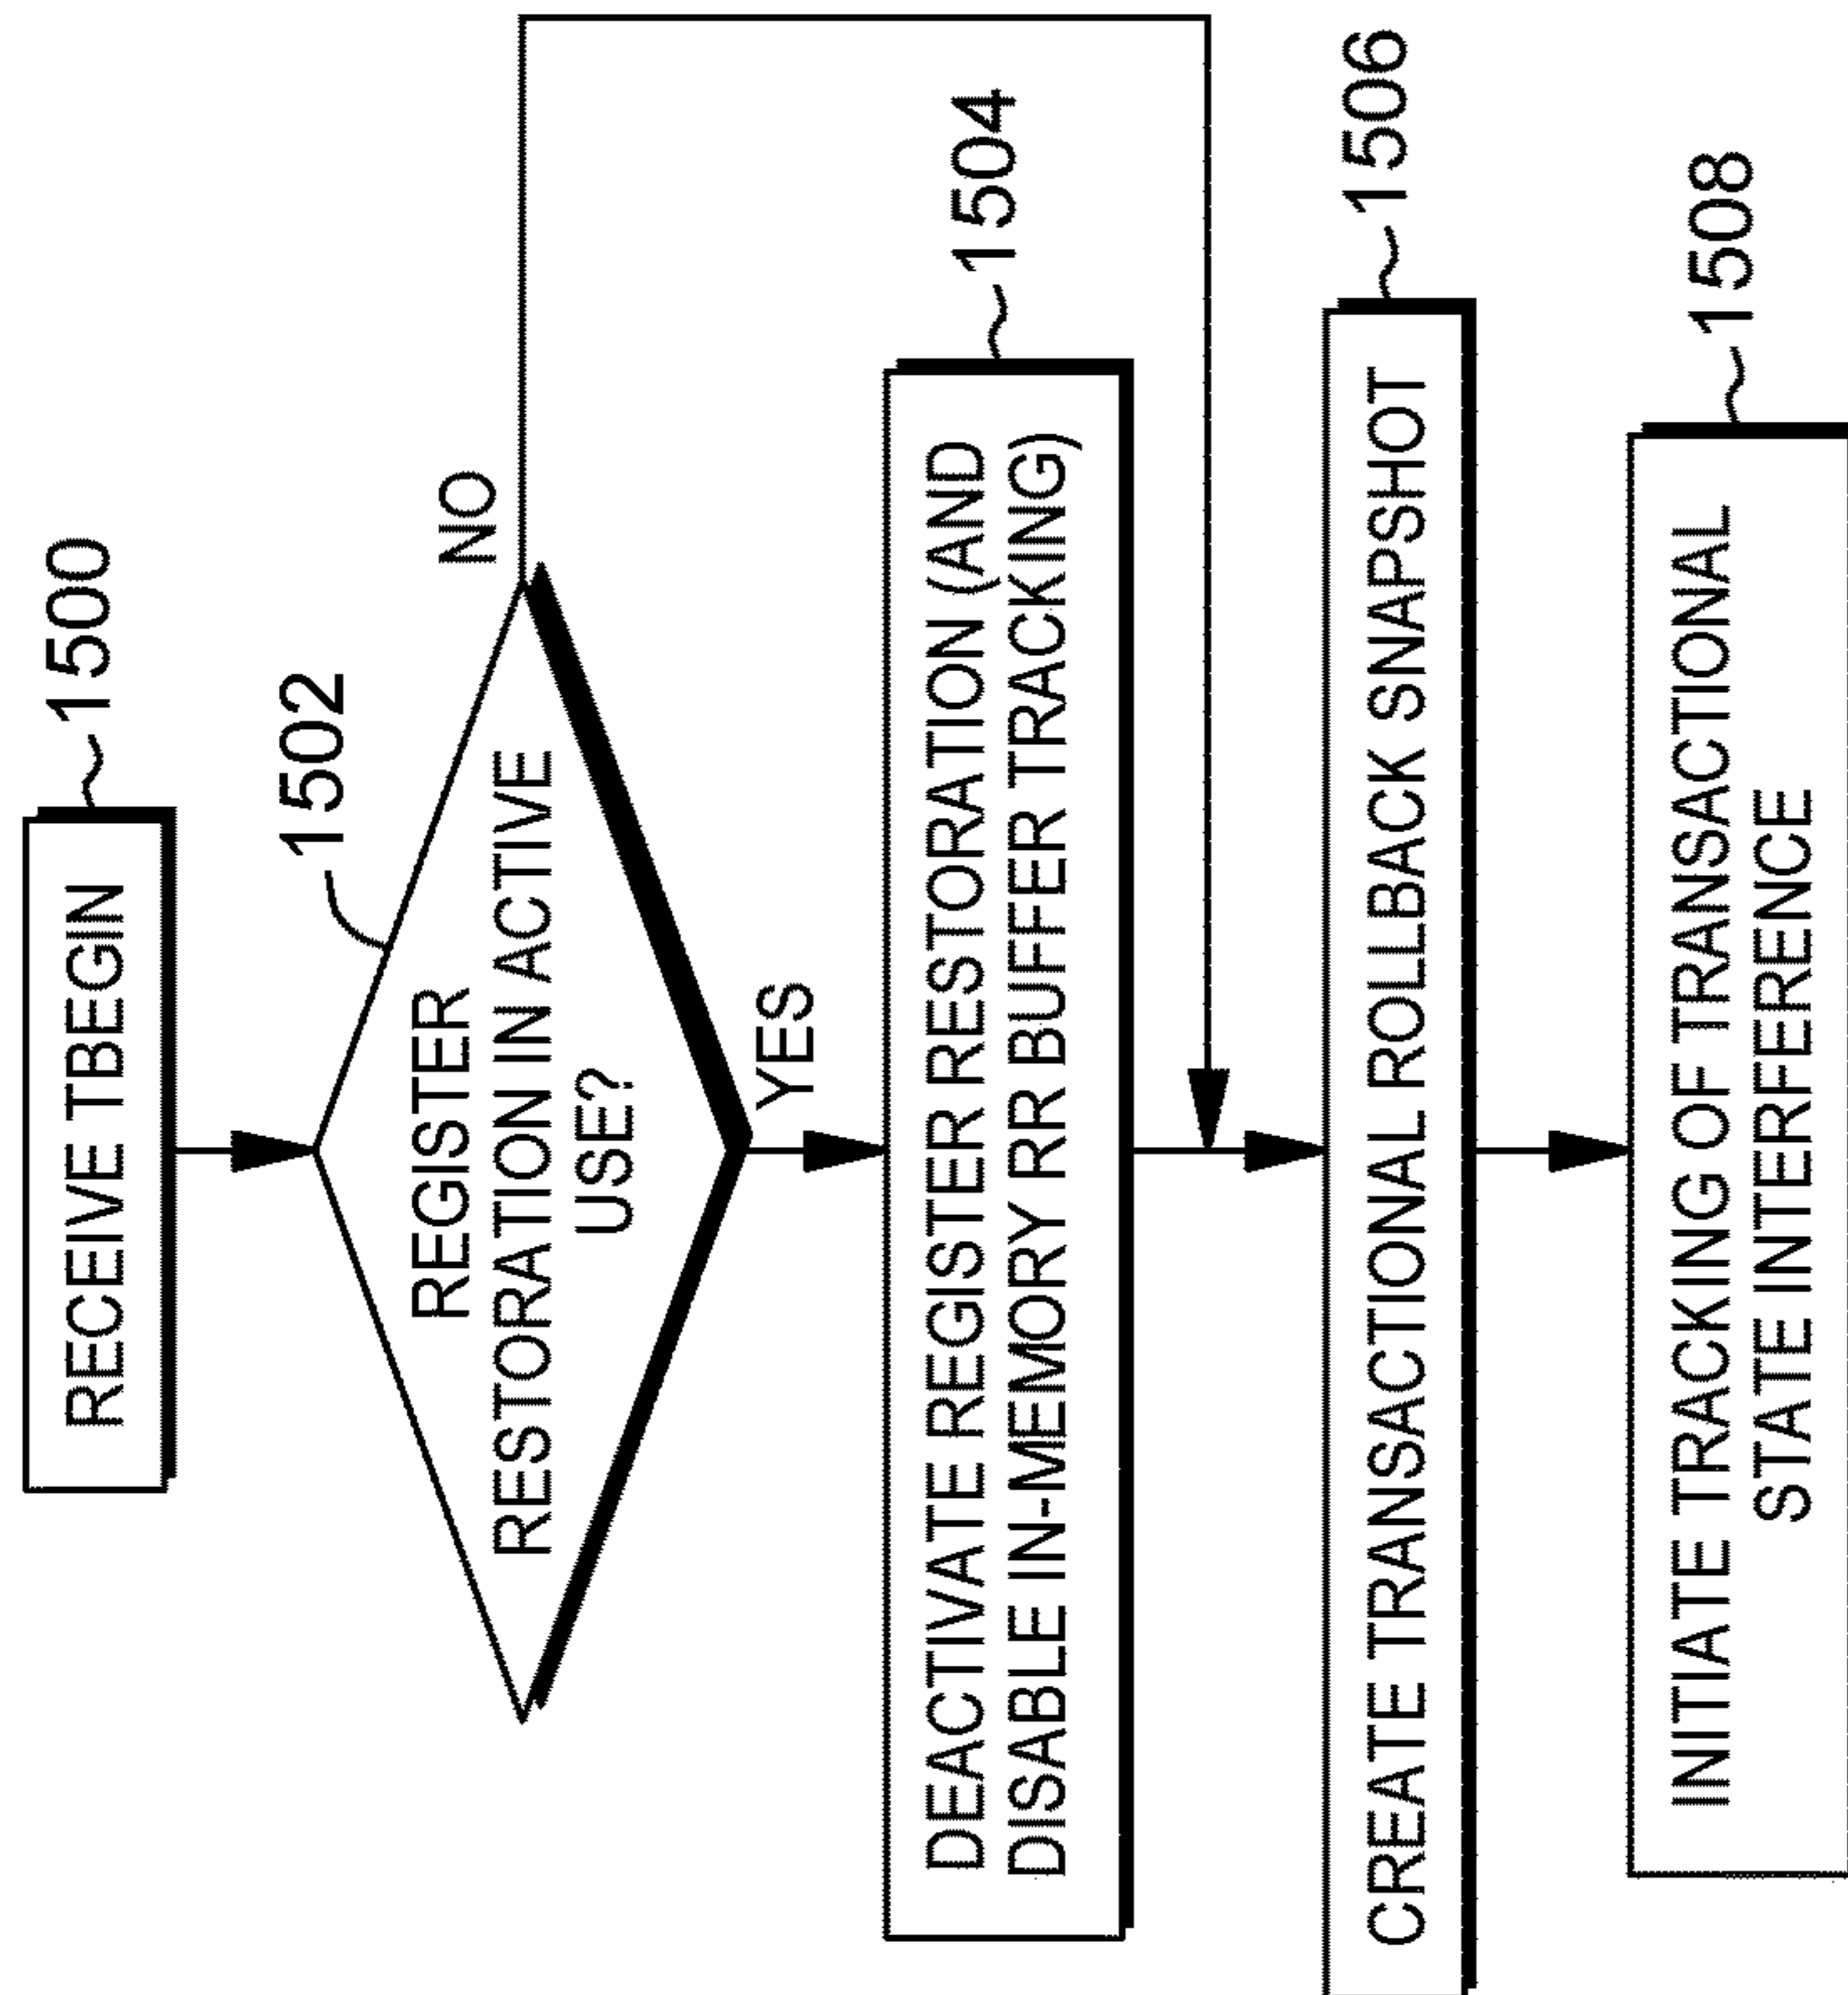 RECEIVE TBEGIN
1500
REGISTER
RESTORATION IN ACTIVE
USE?
1502
NO
YES
DEACTIVATE REGISTER RESTORATION (AND
DISABLE IN-MEMORY RR BUFFER TRACKING)
1504
CREATE TRANSACTIONAL ROLLBACK SNAPSHOT
1506
INITIATE TRACKING OF TRANSACTIONAL
STATE INTERFERENCE
1508